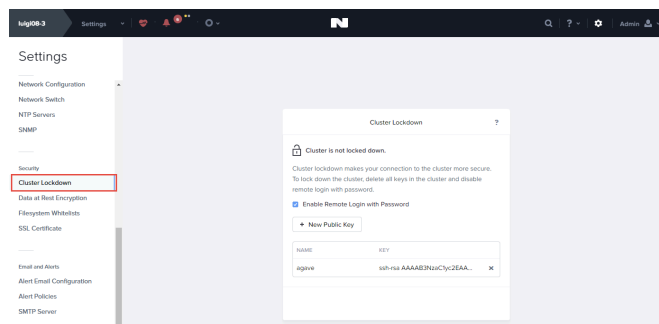 luigi08-3 Settings 6 ? Admin
Settings
Network Configuration
Network Switch
NTP Servers
SNMP
Security
Cluster Lockdown
Data at Rest Encryption
Filesystem Whitelists
SSL Certificate
Email and Alerts
Alert Email Configuration
Alert Policies
SMTP Server
Cluster Lockdown ?
Cluster is not locked down.
Cluster lockdown makes your connection to the cluster more secure.
To lock down the cluster, delete all keys in the cluster and disable
remote login with password.
Enable Remote Login with Password
+ New Public Key
NAME KEY
agave ssh-rsa AAAAB3NzaC1yc2EAA... ×